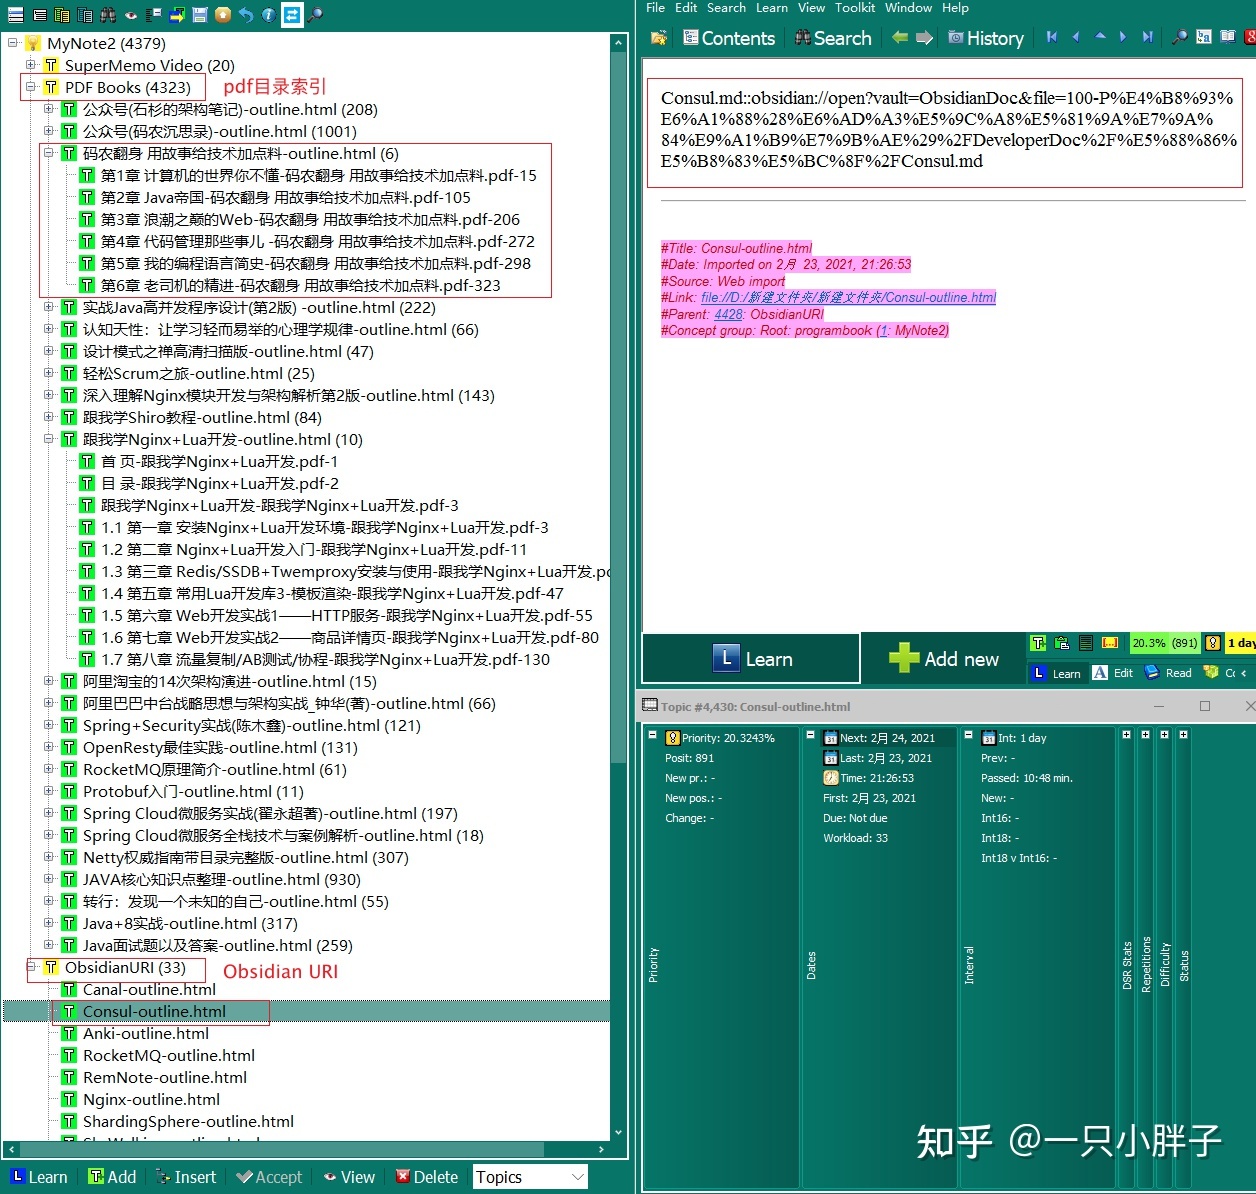 MyNote2 (4379)
SuperMemo Video (20)
PDF Books (4323)
pdf目录索引
公众号(石杉的架构笔记)-outline.html (208)
公众号(码农沉思录)-outline.html (1001)
码农翻身 用故事给技术加点料-outline.html (6)
第1章 计算机的世界你不懂-码农翻身 用故事给技术加点料.pdf-15
第2章 Java帝国-码农翻身 用故事给技术加点料.pdf-105
第3章 浪潮之巅的Web-码农翻身 用故事给技术加点料.pdf-206
第4章 代码管理那些事儿 -码农翻身 用故事给技术加点料.pdf-272
第5章 我的编程语言简史-码农翻身 用故事给技术加点料.pdf-298
第6章 老司机的精进-码农翻身 用故事给技术加点料.pdf-323
实战Java高并发程序设计(第2版) -outline.html (222)
认知天性：让学习轻而易举的心理学规律-outline.html (66)
设计模式之禅高清扫描版-outline.html (47)
轻松Scrum之旅-outline.html (25)
深入理解Nginx模块开发与架构解析第2版-outline.html (143)
跟我学Shiro教程-outline.html (84)
跟我学Nginx+Lua开发-outline.html (10)
首 页-跟我学Nginx+Lua开发.pdf-1
目 录-跟我学Nginx+Lua开发.pdf-2
跟我学Nginx+Lua开发-跟我学Nginx+Lua开发.pdf-3
1.1 第一章 安装Nginx+Lua开发环境-跟我学Nginx+Lua开发.pdf-3
1.2 第二章 Nginx+Lua开发入门-跟我学Nginx+Lua开发.pdf-11
1.3 第三章 Redis/SSDB+Twemproxy安装与使用-跟我学Nginx+Lua开发.pd
1.4 第五章 常用Lua开发库3-模板渲染-跟我学Nginx+Lua开发.pdf-47
1.5 第六章 Web开发实战1——HTTP服务-跟我学Nginx+Lua开发.pdf-55
1.6 第七章 Web开发实战2——商品详情页-跟我学Nginx+Lua开发.pdf-80
1.7 第八章 流量复制/AB测试/协程-跟我学Nginx+Lua开发.pdf-130
阿里淘宝的14次架构演进-outline.html (15)
阿里巴巴中台战略思想与架构实战_钟华(著)-outline.html (66)
Spring+Security实战(陈木鑫)-outline.html (121)
OpenResty最佳实践-outline.html (131)
RocketMQ原理简介-outline.html (61)
Protobuf入门-outline.html (11)
Spring Cloud微服务实战(翟永超著)-outline.html (197)
Spring Cloud微服务全栈技术与案例解析-outline.html (18)
Netty权威指南带目录完整版-outline.html (307)
JAVA核心知识点整理-outline.html (930)
转行：发现一个未知的自己-outline.html (55)
Java+8实战-outline.html (317)
Java面试题以及答案-outline.html (259)
ObsidianURI (33)
Obsidian URI
Canal-outline.html
Consul-outline.html
Anki-outline.html
RocketMQ-outline.html
RemNote-outline.html
Nginx-outline.html
ShardingSphere-outline.html
Learn Add Insert Accept View Delete Topics
File Edit Search Learn View Toolkit Window Help
Contents Search History
Consul.md::obsidian://open?vault=ObsidianDoc&file=100-P%E4%B8%93%
E6%A1%88%28%E6%AD%A3%E5%9C%A8%E5%81%9A%E7%9A%
84%E9%A1%B9%E7%9B%AE%29%2FDeveloperDoc%2F%E5%88%86%
E5%B8%83%E5%BC%8F%2FConsul.md
#Title: Consul-outline.html
#Date: Imported on 2月 23, 2021, 21:26:53
#Source: Web import
#Link: file://D:/新建文件夹/新建文件夹/Consul-outline.html
#Parent: 4428: ObsidianURI
#Concept group: Root: programbook (1: MyNote2)
Learn Add new
20.3% (891) 1 day
Learn Edit Read Co
Topic #4,430: Consul-outline.html
Priority: 20.3243%
Posit: 891
New pr.: -
New pos.: -
Change: -
Priority
Next: 2月 24, 2021
Last: 2月 23, 2021
Time: 21:26:53
First: 2月 23, 2021
Due: Not due
Workload: 33
Dates
Int: 1 day
Prev: -
Passed: 10:48 min.
New: -
Int16: -
Int18: -
Int18 v Int16: -
Interval
DSR Stats
Repetitions
Difficulty
Status
知乎 @一只小胖子